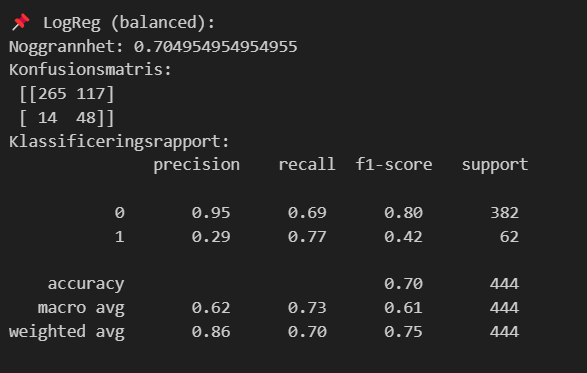 📌 LogReg (balanced):
Noggrannhet: 0.704954954954955
Konfusionsmatris:
[[265 117]
[ 14 48]]
Klassificeringsrapport:
precision recall f1-score support
0 0.95 0.69 0.80 382
1 0.29 0.77 0.42 62
accuracy 0.70 444
macro avg 0.62 0.73 0.61 444
weighted avg 0.86 0.70 0.75 444